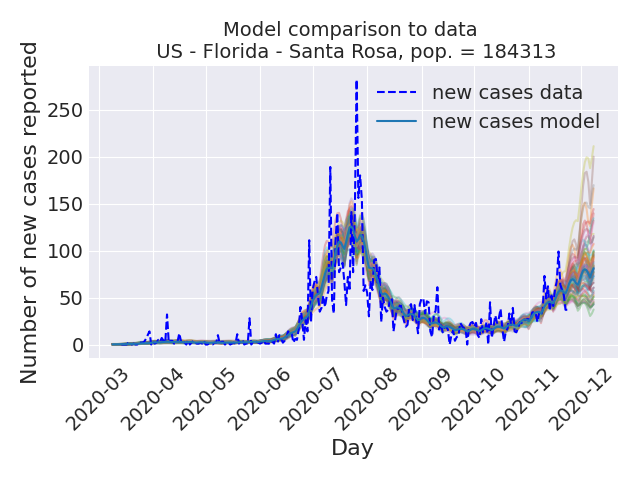 Model comparison to data
US - Florida - Santa Rosa, pop. = 184313
new cases data
new cases model
Number of new cases reported
250
200
150
100
50
0
2020-03
2020-04
2020-05
2020-06
2020-07
2020-08
2020-09
2020-10
2020-11
2020-12
Day